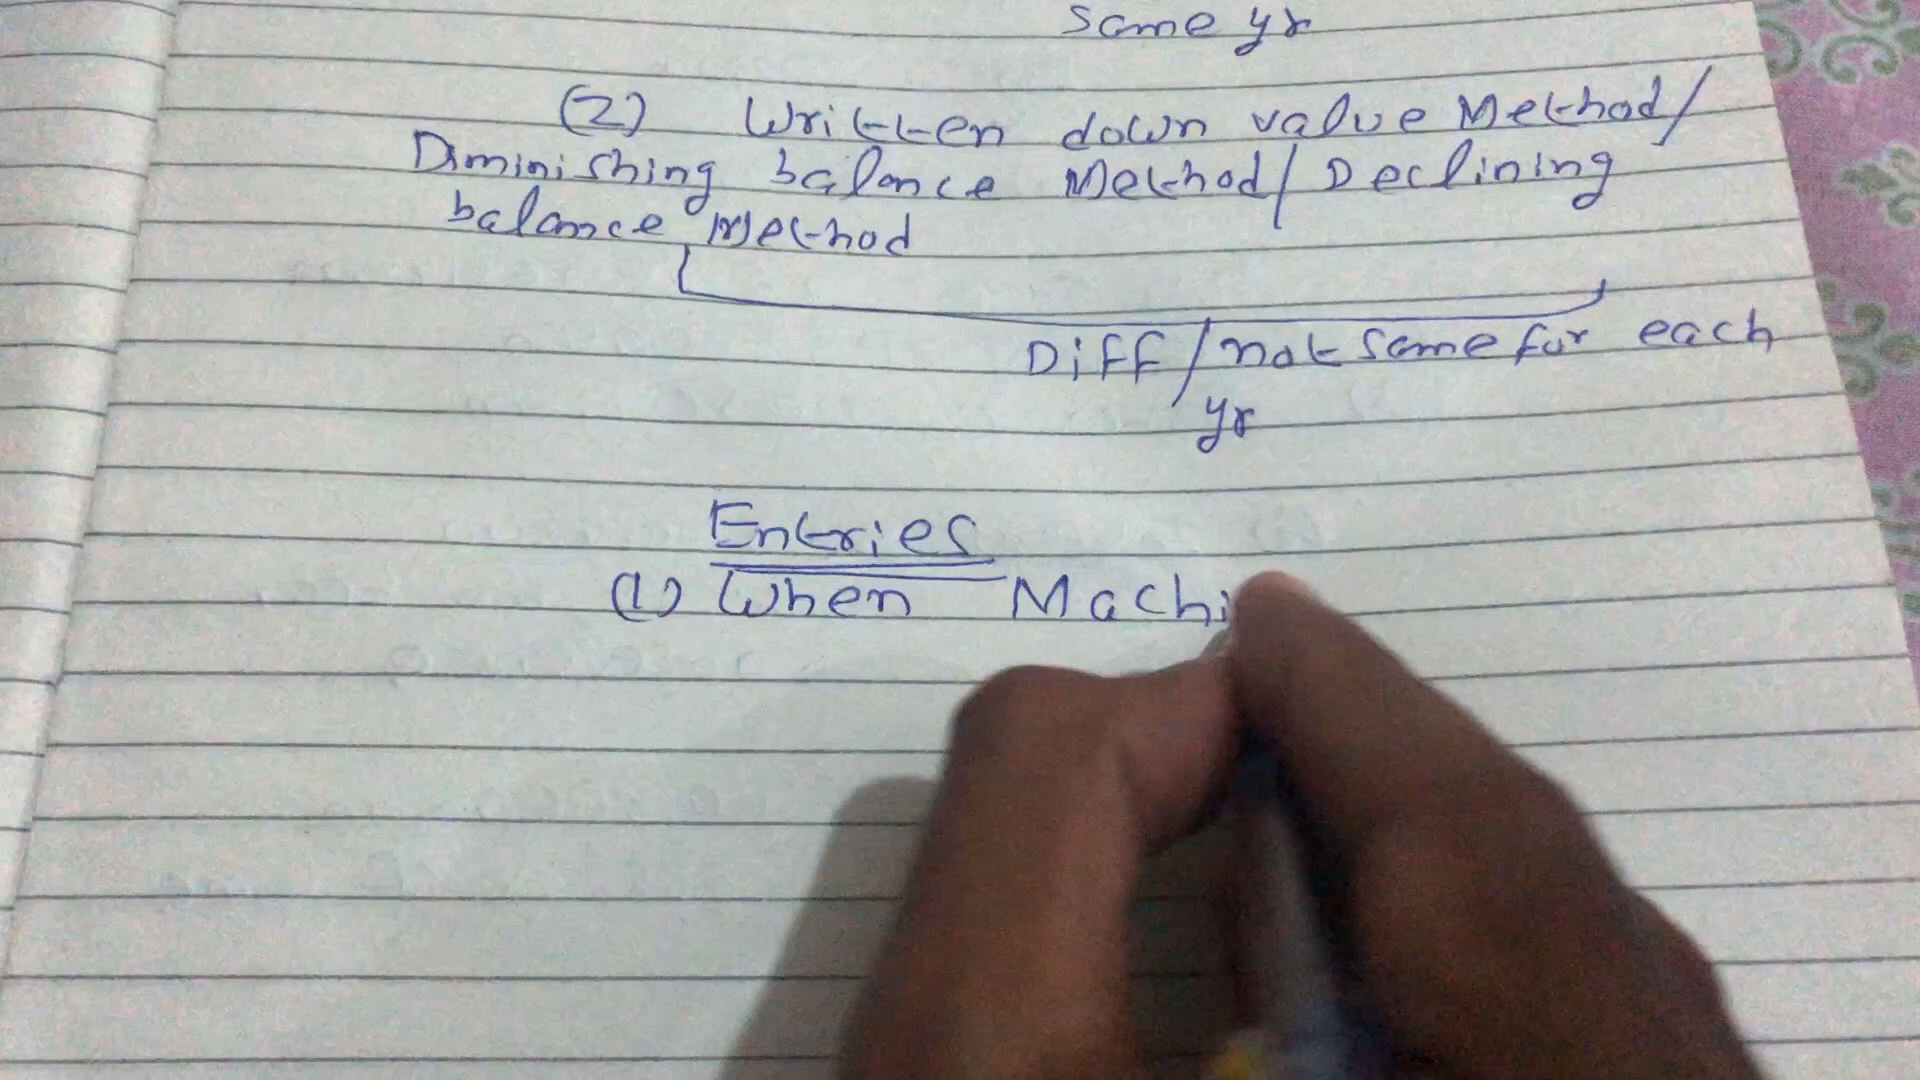 Same yr
(2) Written down value Method/
Diminishing balance Method/Declining
balance Method
Diff/not same for each
yr
Entries
(1) When Machi